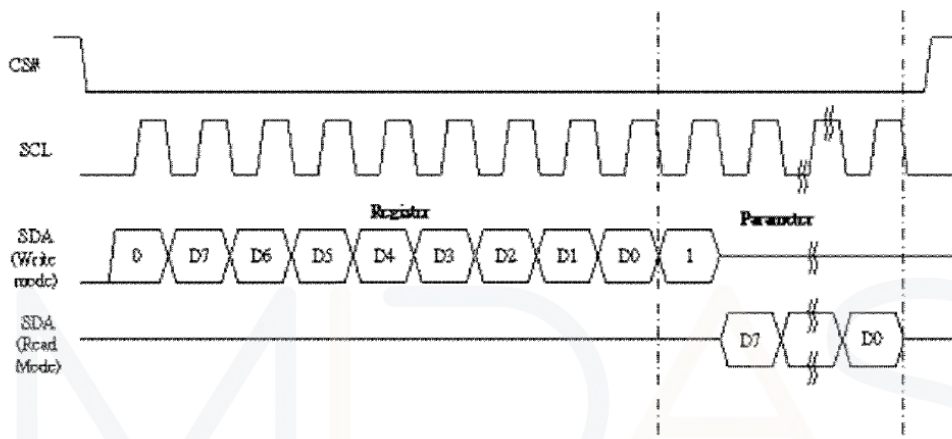 CS#
SCL
Register
Parameter
SDA
(Write
mode)
0 D7 D6 D5 D4 D3 D2 D1 D0 1
SDA
(Read
Mode)
D7 D0
MIDAS